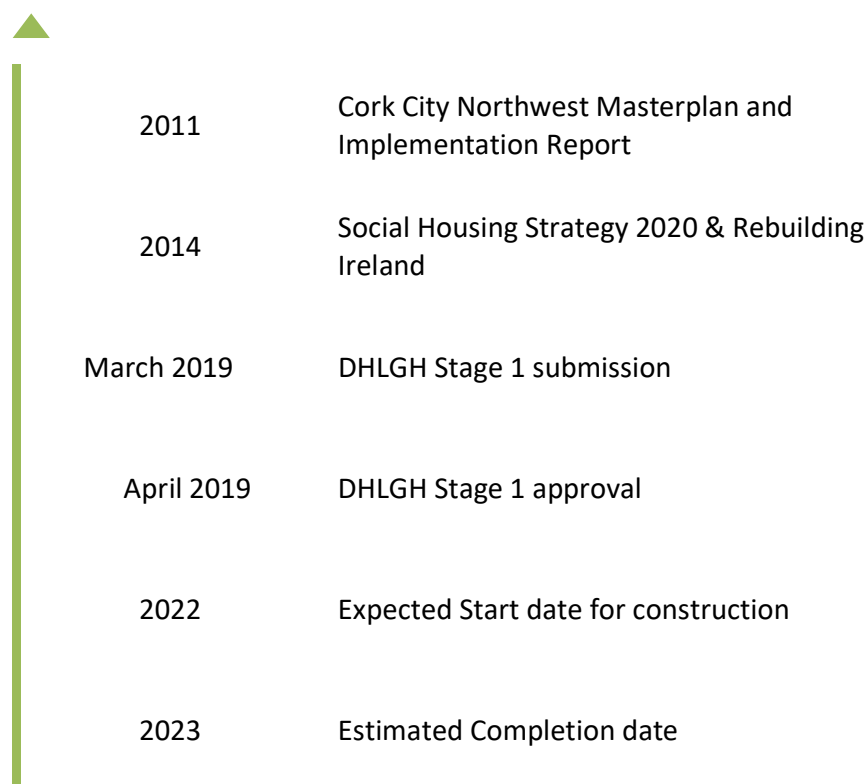 2011
Cork City Northwest Masterplan and
Implementation Report
2014
Social Housing Strategy 2020 & Rebuilding
Ireland
March 2019
DHLGH Stage 1 submission
April 2019
DHLGH Stage 1 approval
2022
Expected Start date for construction
2023
Estimated Completion date